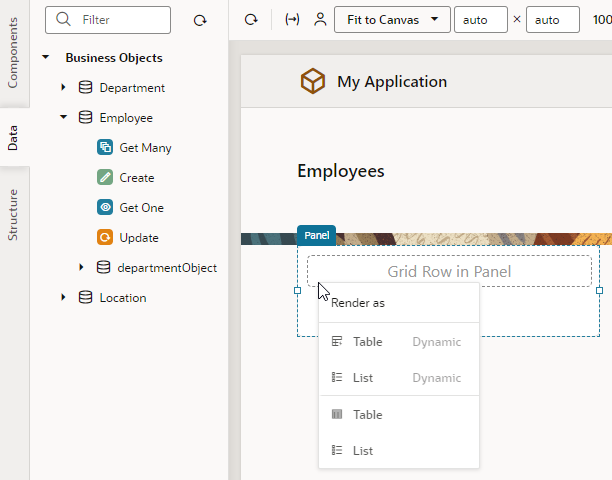 Components
Data
Structure
Filter
Business Objects
Department
Employee
Get Many
Create
Get One
Update
departmentObject
Location
Fit to Canvas
auto
×
auto
100
My Application
Employees
Panel
Grid Row in Panel
Render as
Table Dynamic
List Dynamic
Table
List